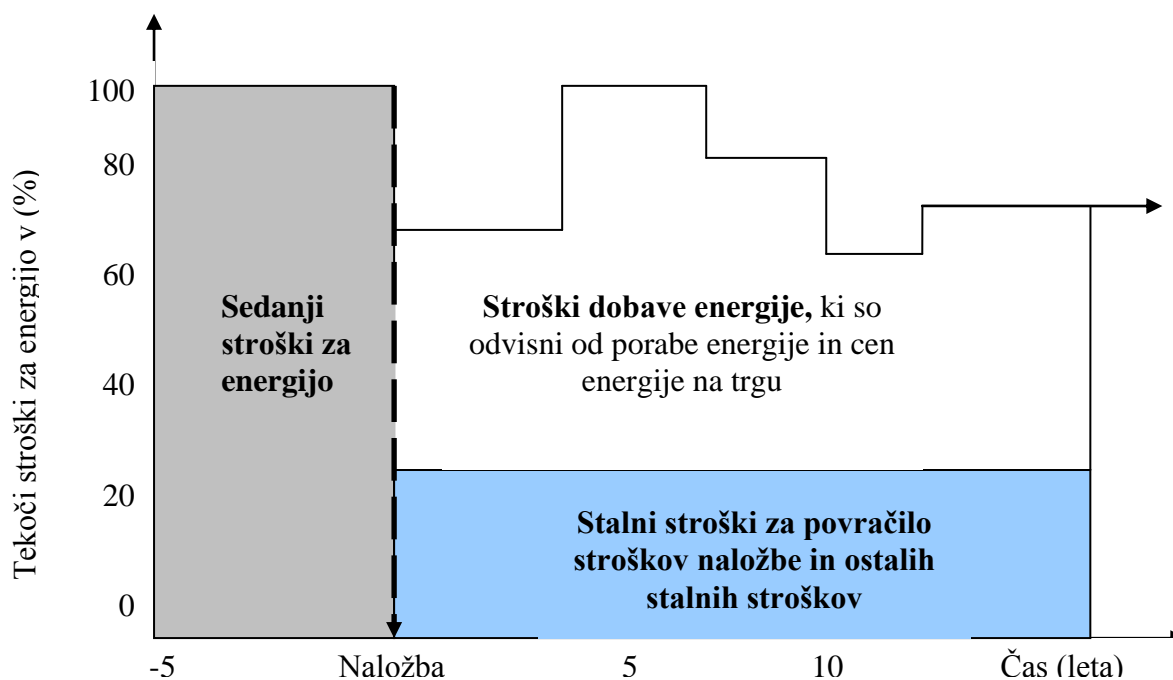 Tekoči stroški za energijo v (%)
100
80
60
40
20
0
Sedanji
stroški za
energijo
Stroški dobave energije, ki so
odvisni od porabe energije in cen
energije na trgu
Stalni stroški za povračilo
stroškov naložbe in ostalih
stalnih stroškov
-5 Naložba 5 10 Čas (leta)